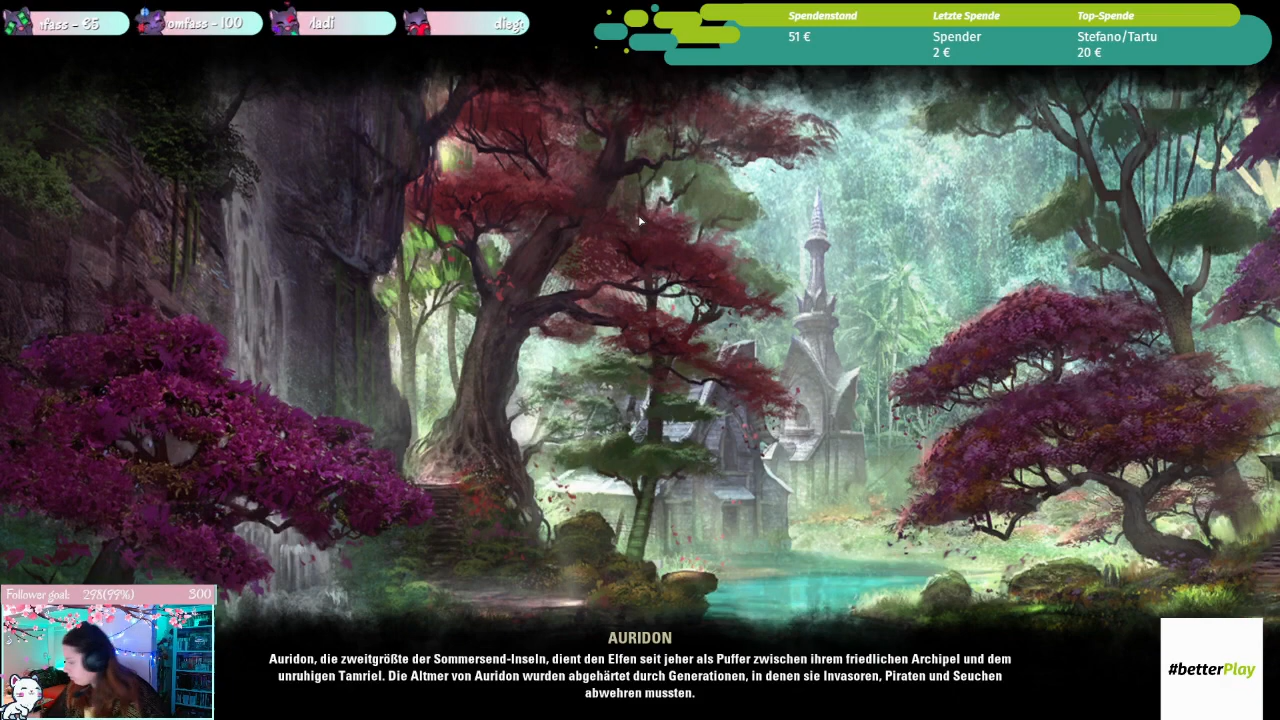 - 85
omfass - 100
Spendenstand
Letzte Spende
Top-Spende
51 €
Spender
2 €
Stefano/Tartu
20 €
Follower goal: 298(99%) 300
AURIDON
Auridon, die zweitgrößte der Sommersend-Inseln, dient den Elfen seit jeher als Puffer zwischen ihrem friedlichen Archipel und dem
unruhigen Tamriel. Die Altmer von Auridon wurden abgehärtet durch Generationen, in denen sie Invasoren, Piraten und Seuchen
abwehren mussten.
#betterPlay